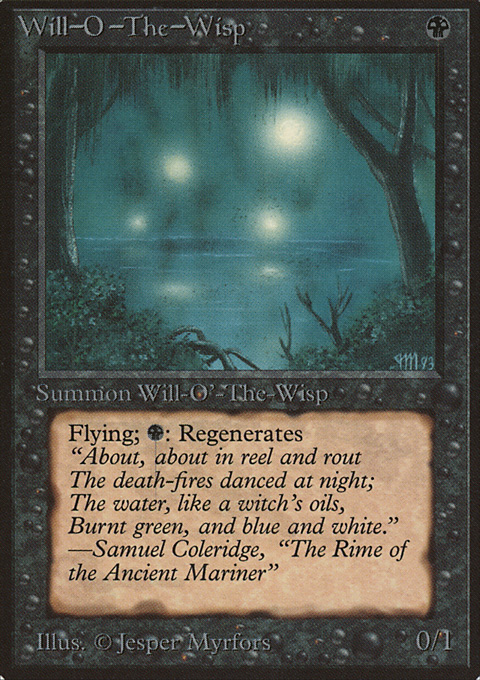 Will-O-The-Wisp
JM93
Summon Will-O'-The-Wisp
Flying; : Regenerates
“About, about in reel and rout
The death-fires danced at night;
The water, like a witch’s oils,
Burnt green, and blue and white.”
—Samuel Coleridge, “The Rime of
the Ancient Mariner”
Illus. © Jesper Myrfors
0/1